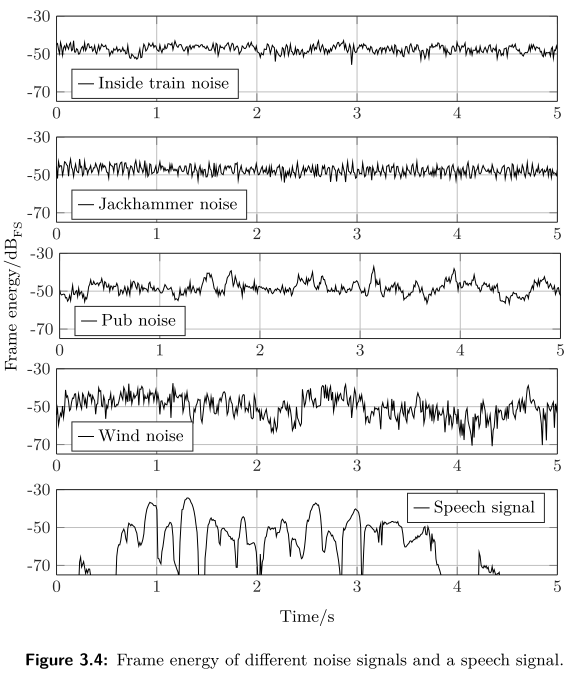 -30
-50
-70
Inside train noise
0 1 2 3 4 5
-30
-50
-70
Jackhammer noise
0 1 2 3 4 5
Frame energy/dBFS
-30
-50
-70
Pub noise
0 1 2 3 4 5
-30
-50
-70
Wind noise
0 1 2 3 4 5
-30
-50
-70
Speech signal
0 1 2 3 4 5
Time/s
Figure 3.4: Frame energy of different noise signals and a speech signal.